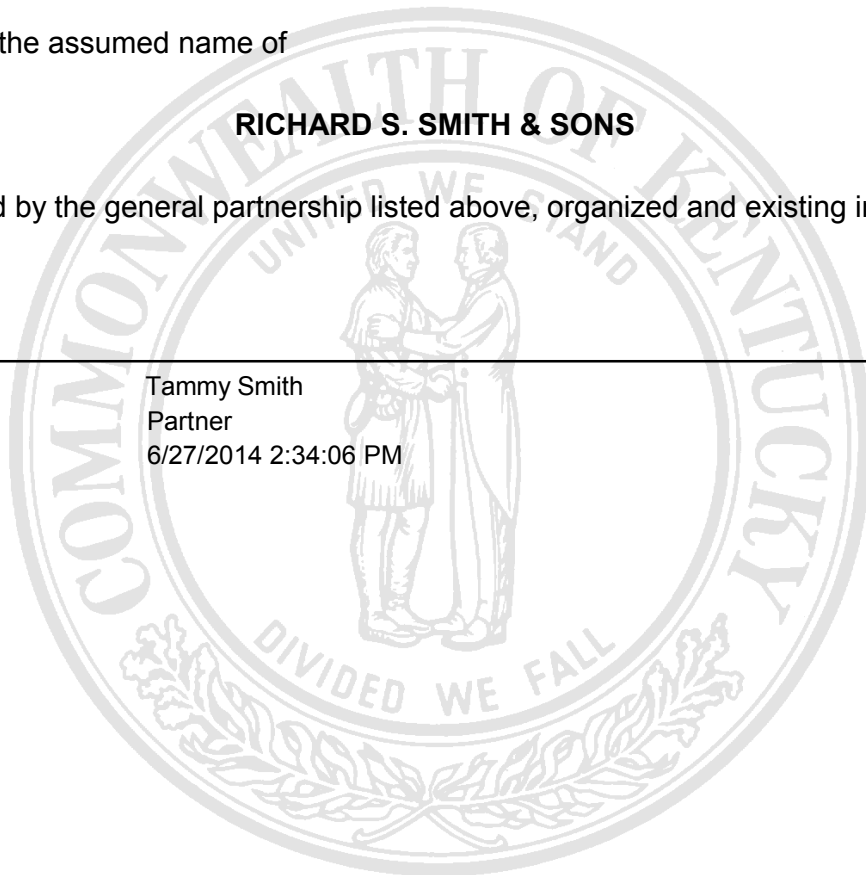 the assumed name of
RICHARD S. SMITH & SONS
by the general partnership listed above, organized and existing
Tammy Smith
Partner
6/27/2014 2:34:06 PM
COMMONWEALTH OF KENTUCKY
UNITED WE STAND
DIVIDED WE FALL